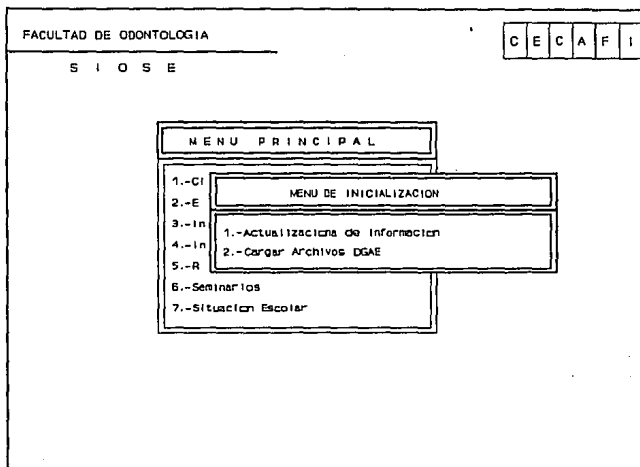 FACULTAD DE ODONTOLOGIA
C E C A F I
S I O S E
MENU PRINCIPAL
1.-Cl
MENU DE INICIALIZACION
2.-E
3.-In
1.-Actualizaciona de Informacion
4.-In
2.-Cargar Archivos DGAE
5.-R
6.-Seminarios
7.-Situacion Escolar